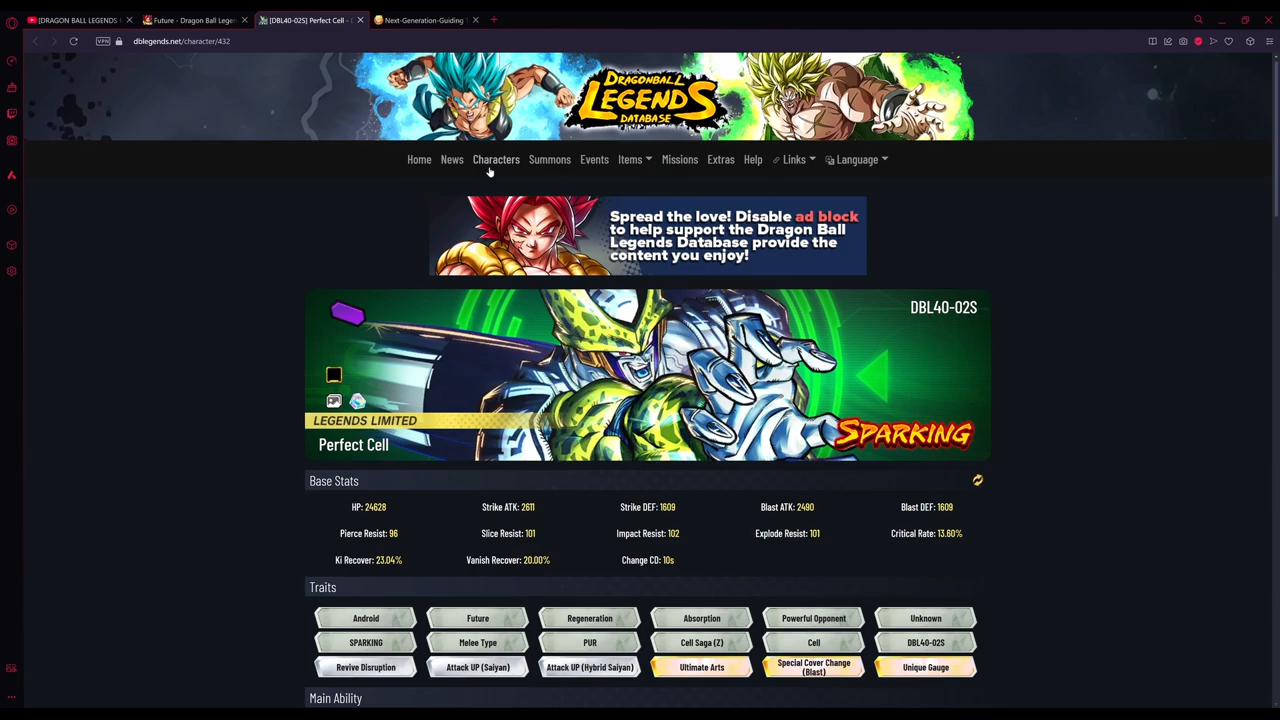 [DRAGON BALL LEGENDS
Future - Dragon Ball Legen
[DBL40-02S] Perfect Cell -
Next-Generation-Guiding
VPN
dblegends.net/character/432
DRAGONBALL
LEGENDS
DATABASE
Home News Characters Summons Events Items Missions Extras Help Links Language
Spread the love! Disable ad block
to help support the Dragon Ball
Legends Database provide the
content you enjoy!
DBL40-02S
LEGENDS LIMITED
Perfect Cell
SPARKING
Base Stats
HP: 24628 Strike ATK: 2611 Strike DEF: 1609 Blast ATK: 2490 Blast DEF: 1609
Pierce Resist: 96 Slice Resist: 101 Impact Resist: 102 Explode Resist: 101 Critical Rate: 13.60%
Ki Recover: 23.04% Vanish Recover: 20.00% Change CD: 10s
Traits
Android Future Regeneration Absorption Powerful Opponent Unknown
SPARKING Melee Type PUR Cell Saga (Z) Cell DBL40-02S
Revive Disruption Attack UP (Saiyan) Attack UP (Hybrid Saiyan) Ultimate Arts Special Cover Change (Blast) Unique Gauge
Main Ability